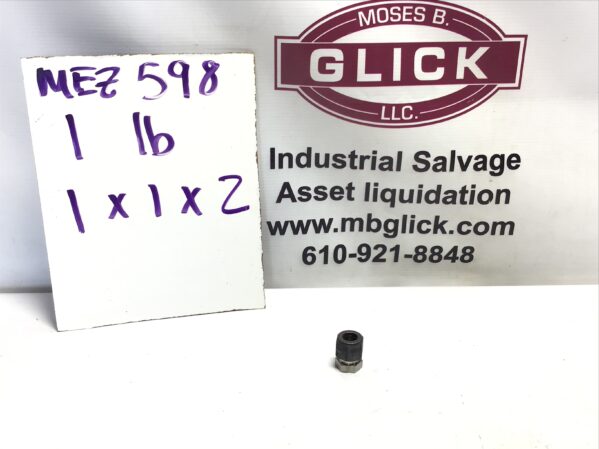 MEZ 598
1 lb
1 x 1 x 2
MOSES B.
GLICK
LLC.
Industrial Salvage
Asset liquidation
www.mbglick.com
610-921-8848